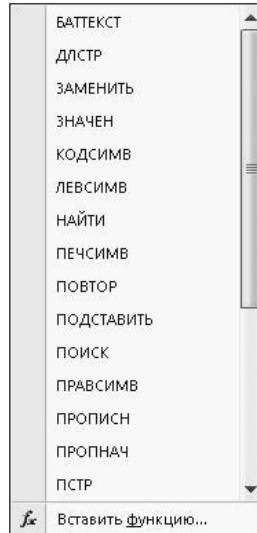 БАТТЕКСТ
ДЛСТР
ЗАМЕНИТЬ
ЗНАЧЕН
КОДСИМВ
ЛЕВСИМВ
НАЙТИ
ПЕЧСИМВ
ПОВТОР
ПОДСТАВИТЬ
ПОИСК
ПРАВСИМВ
ПРОПИСН
ПРОПНАЧ
ПСТР
fx Вставить функцию...